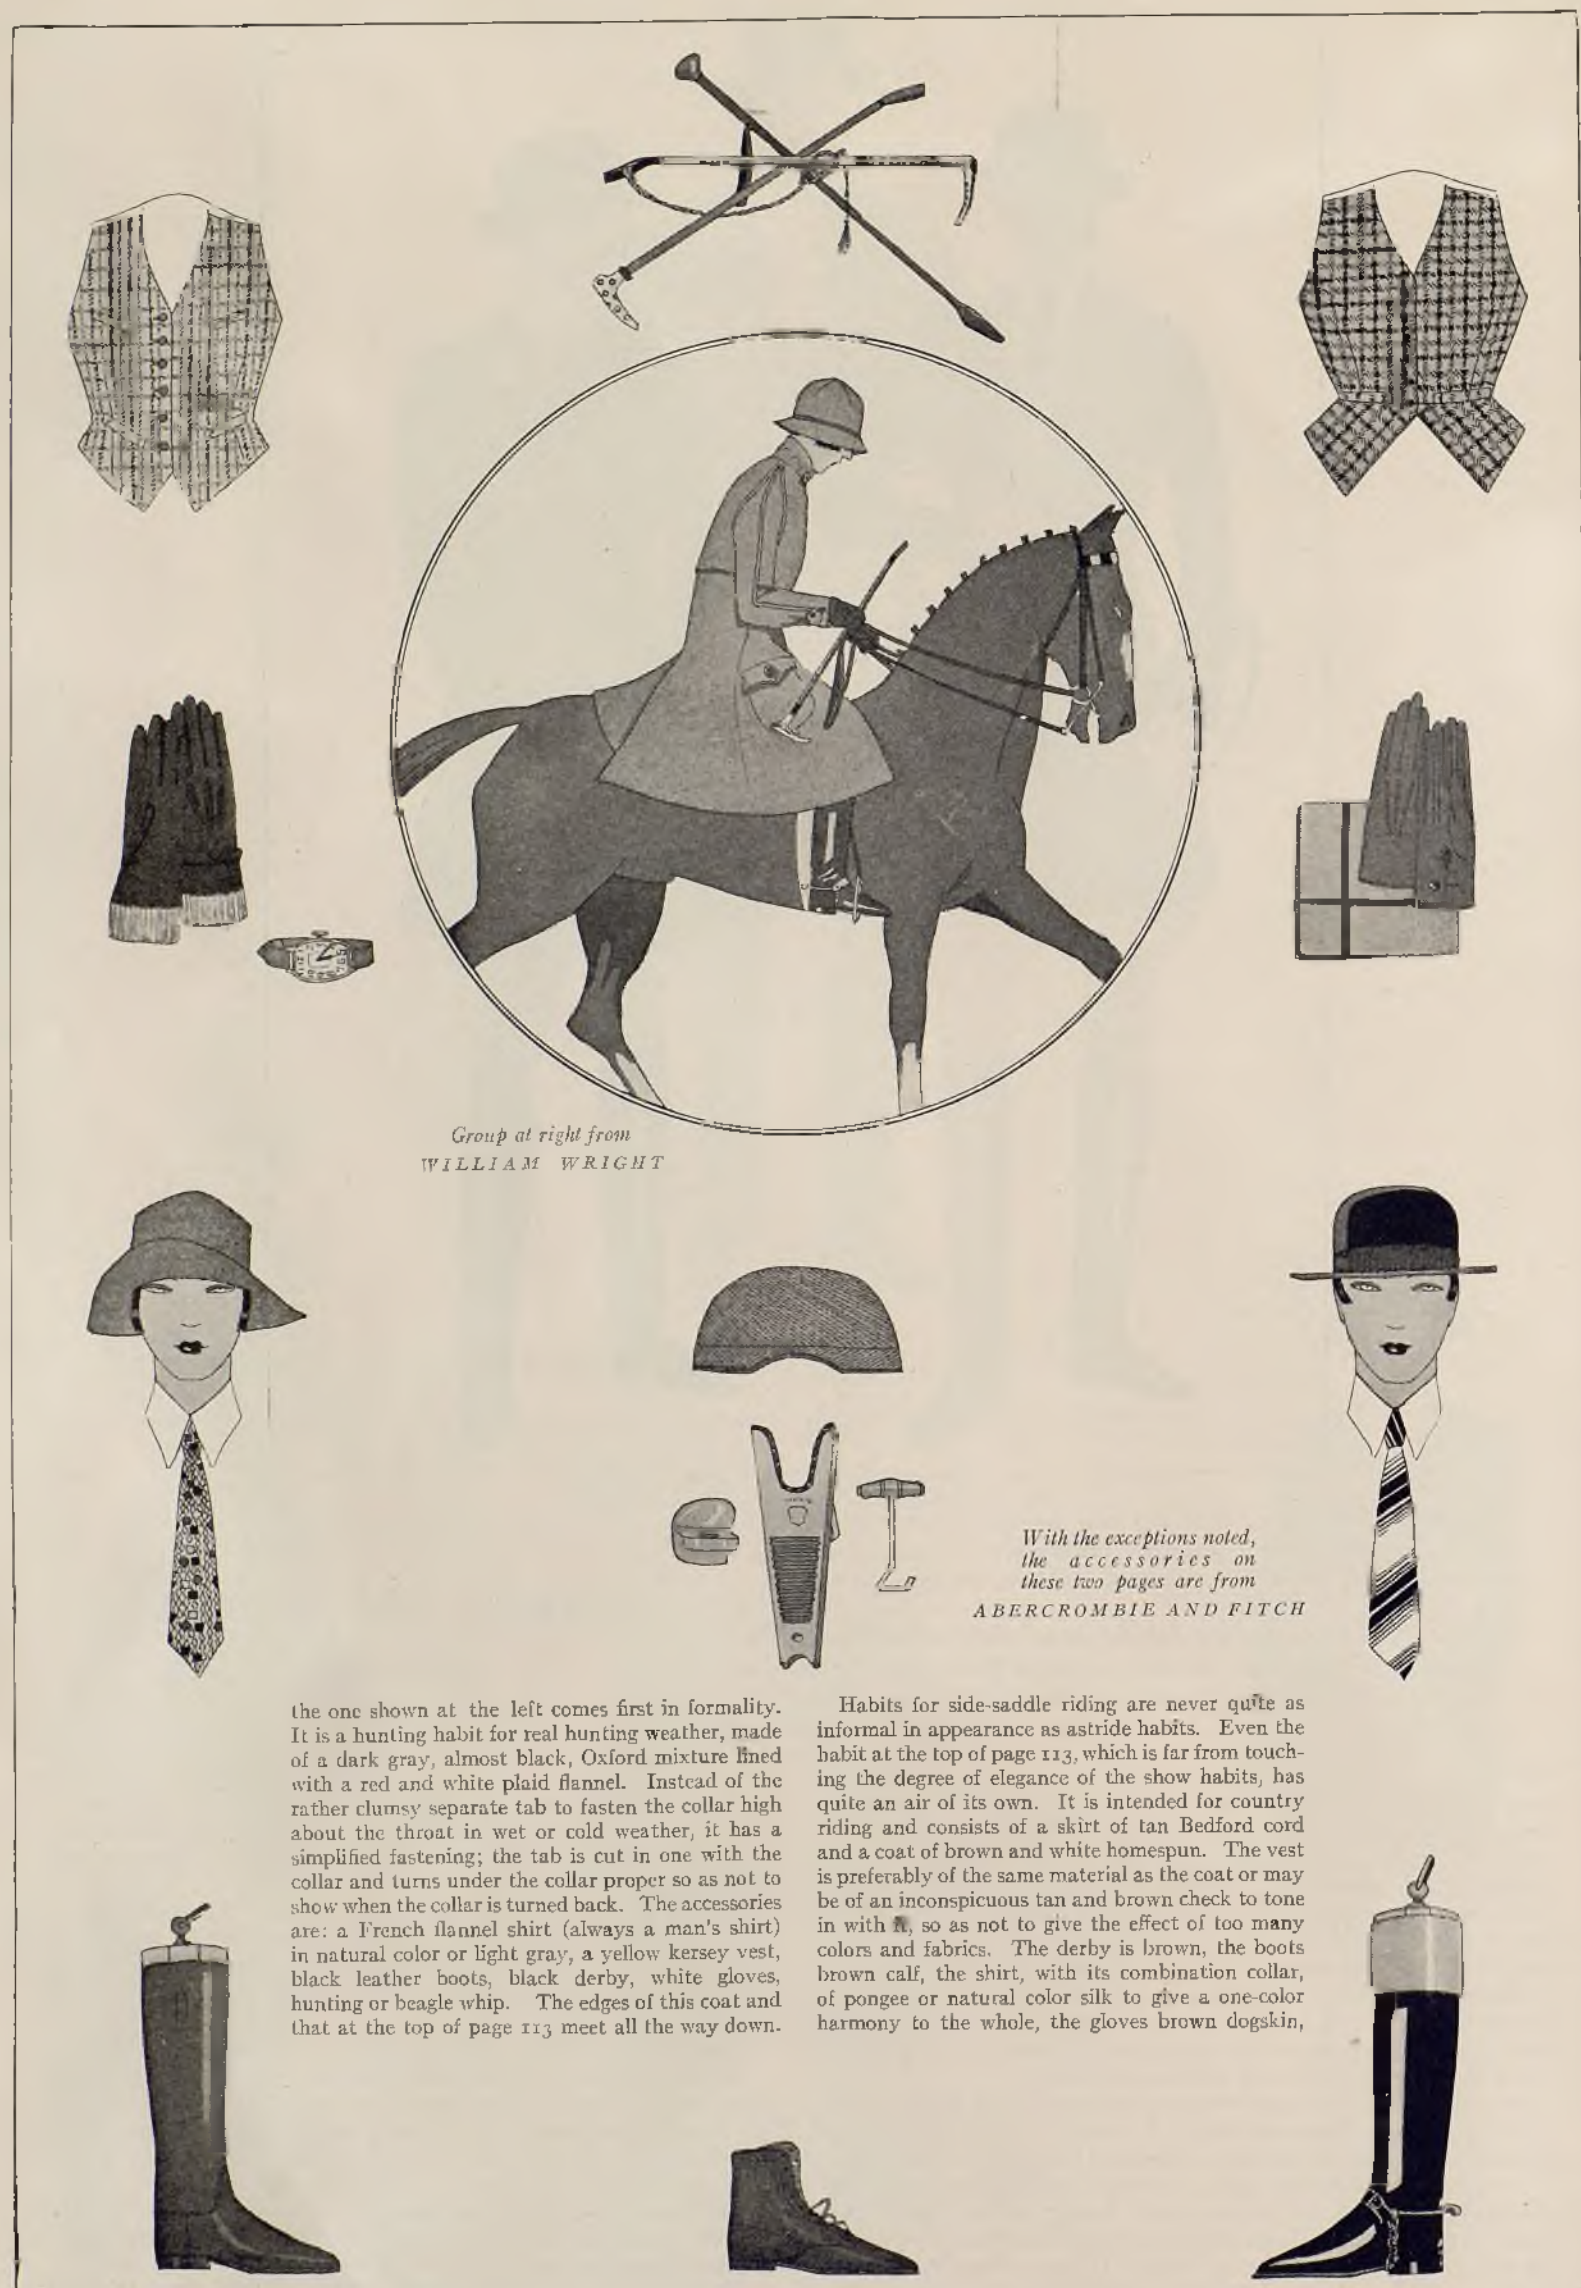 Group at right from
WILLIAM WRIGHT
With the exceptions noted,
the accessories on
these two pages are from
ABERCROMBIE AND FITCH
the one shown at the left comes first in formality.
It is a hunting habit for real hunting weather, made
of a dark gray, almost black, Oxford mixture lined
with a red and white plaid flannel. Instead of the
rather clumsy separate tab to fasten the collar high
about the throat in wet or cold weather, it has a
simplified fastening; the tab is cut in one with the
collar and turns under the collar proper so as not to
show when the collar is turned back. The accessories
are: a French flannel shirt (always a man's shirt)
in natural color or light gray, a yellow kersey vest,
black leather boots, black derby, white gloves,
hunting or beagle whip. The edges of this coat and
that at the top of page 113 meet all the way down.
Habits for side-saddle riding are never quite as
informal in appearance as astride habits. Even the
habit at the top of page 113, which is far from touch-
ing the degree of elegance of the show habits, has
quite an air of its own. It is intended for country
riding and consists of a skirt of tan Bedford cord
and a coat of brown and white homespun. The vest
is preferably of the same material as the coat or may
be of an inconspicuous tan and brown check to tone
in with it, so as not to give the effect of too many
colors and fabrics. The derby is brown, the boots
brown calf, the shirt, with its combination collar,
of pongee or natural color silk to give a one-color
harmony to the whole, the gloves brown dogskin,